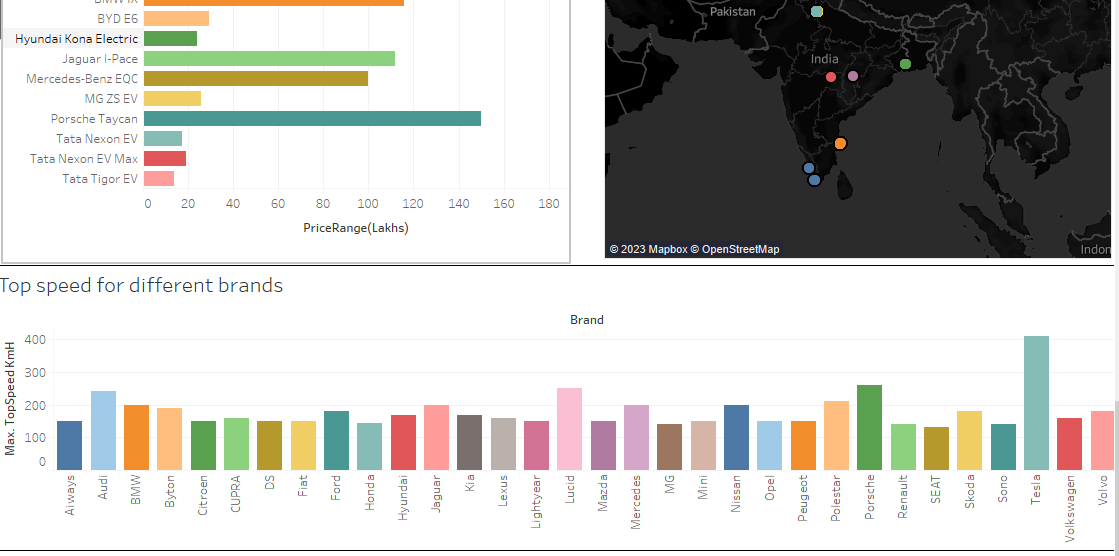 BMW iX
BYD E6
Hyundai Kona Electric
Jaguar I-Pace
Mercedes-Benz EQC
MG ZS EV
Porsche Taycan
Tata Nexon EV
Tata Nexon EV Max
Tata Tigor EV
0 20 40 60 80 100 120 140 160 180
PriceRange(Lakhs)
Pakistan
India
© 2023 Mapbox © OpenStreetMap
Indon
Top speed for different brands
Brand
Max. TopSpeed KmH
400
300
200
100
0
Aiways
Audi
BMW
Byton
Citroen
CUPRA
DS
Fiat
Ford
Honda
Hyundai
Jaguar
Kia
Lexus
Lightyear
Lucid
Mazda
Mercedes
MG
Mini
Nissan
Opel
Peugeot
Polestar
Porsche
Renault
SEAT
Skoda
Sono
Tesla
Volkswagen
Volvo